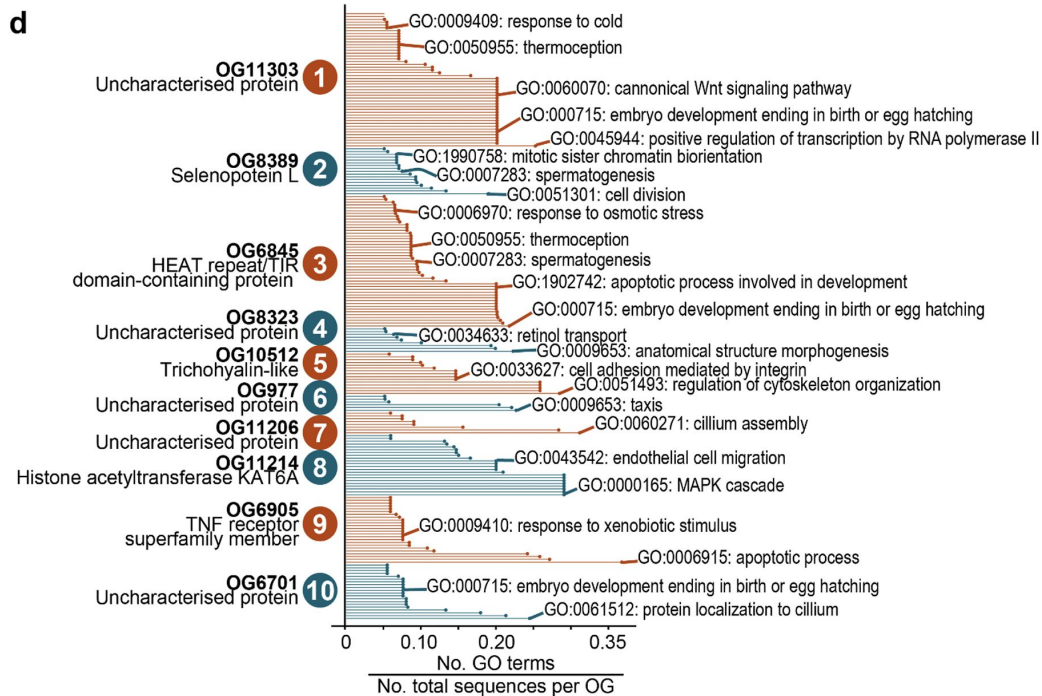 d
GO:0009409: response to cold
GO:0050955: thermoception
OG11303
Uncharacterised protein
1
GO:0060070: cannonical Wnt signaling pathway
GO:000715: embryo development ending in birth or egg hatching
GO:0045944: positive regulation of transcription by RNA polymerase II
OG8389
Selenopotein L
2
GO:1990758: mitotic sister chromatin biorientation
GO:0007283: spermatogenesis
GO:0051301: cell division
GO:0006970: response to osmotic stress
OG6845
HEAT repeat/TIR
domain-containing protein
3
GO:0050955: thermoception
GO:0007283: spermatogenesis
GO:1902742: apoptotic process involved in development
GO:000715: embryo development ending in birth or egg hatching
OG8323
Uncharacterised protein
4
GO:0034633: retinol transport
GO:0009653: anatomical structure morphogenesis
OG10512
Trichohyalin-like
5
GO:0033627: cell adhesion mediated by integrin
GO:0051493: regulation of cytoskeleton organization
OG977
Uncharacterised protein
6
GO:0009653: taxis
OG11206
Uncharacterised protein
7
GO:0060271: cillium assembly
OG11214
Histone acetyltransferase KAT6A
8
GO:0043542: endothelial cell migration
GO:0000165: MAPK cascade
OG6905
TNF receptor
superfamily member
9
GO:0009410: response to xenobiotic stimulus
GO:0006915: apoptotic process
OG6701
Uncharacterised protein
10
GO:000715: embryo development ending in birth or egg hatching
GO:0061512: protein localization to cillium
0 0.10 0.20 0.35
No. GO terms
No. total sequences per OG